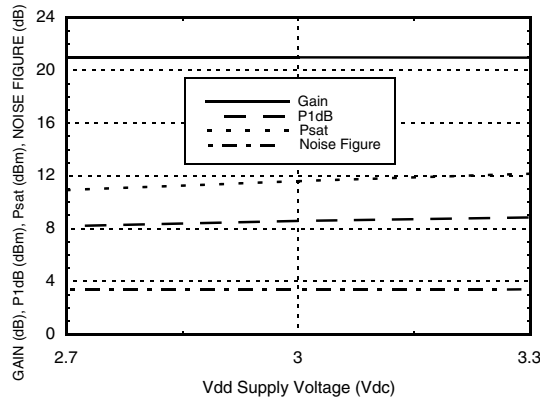 GAIN (dB), P1dB (dBm), Psat (dBm), NOISE FIGURE (dB)
24
20
16
12
8
4
0
Gain
P1dB
Psat
Noise Figure
2.7
3
3.3
Vdd Supply Voltage (Vdc)